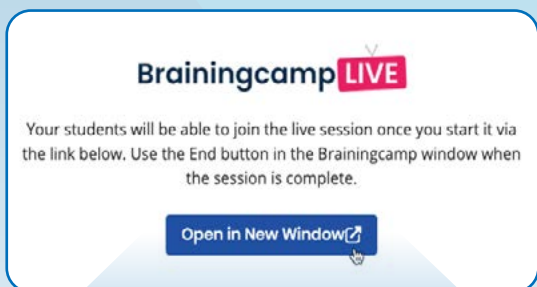 Brainingcamp LIVE
Your students will be able to join the live session once you start it via
the link below. Use the End button in the Brainingcamp window when
the session is complete.
Open in New Window